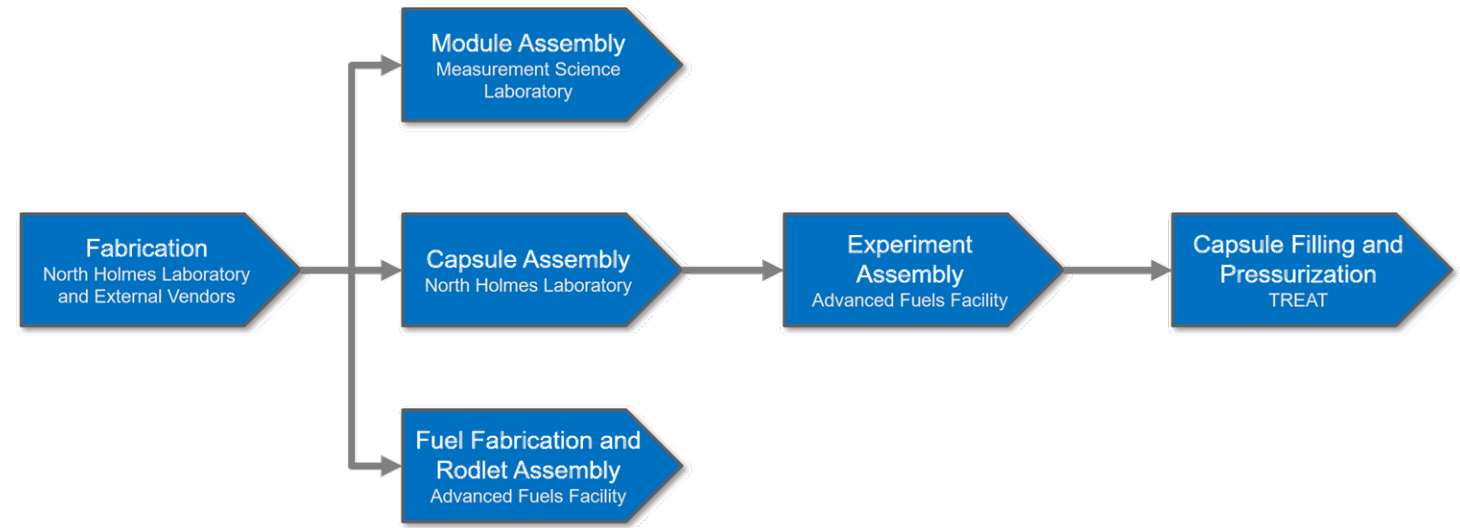 Module Assembly
Measurement Science
Laboratory
Fabrication
North Holmes Laboratory
and External Vendors
Capsule Assembly
North Holmes Laboratory
Experiment
Assembly
Advanced Fuels Facility
Capsule Filling and
Pressurization
TREAT
Fuel Fabrication and
Rodlet Assembly
Advanced Fuels Facility